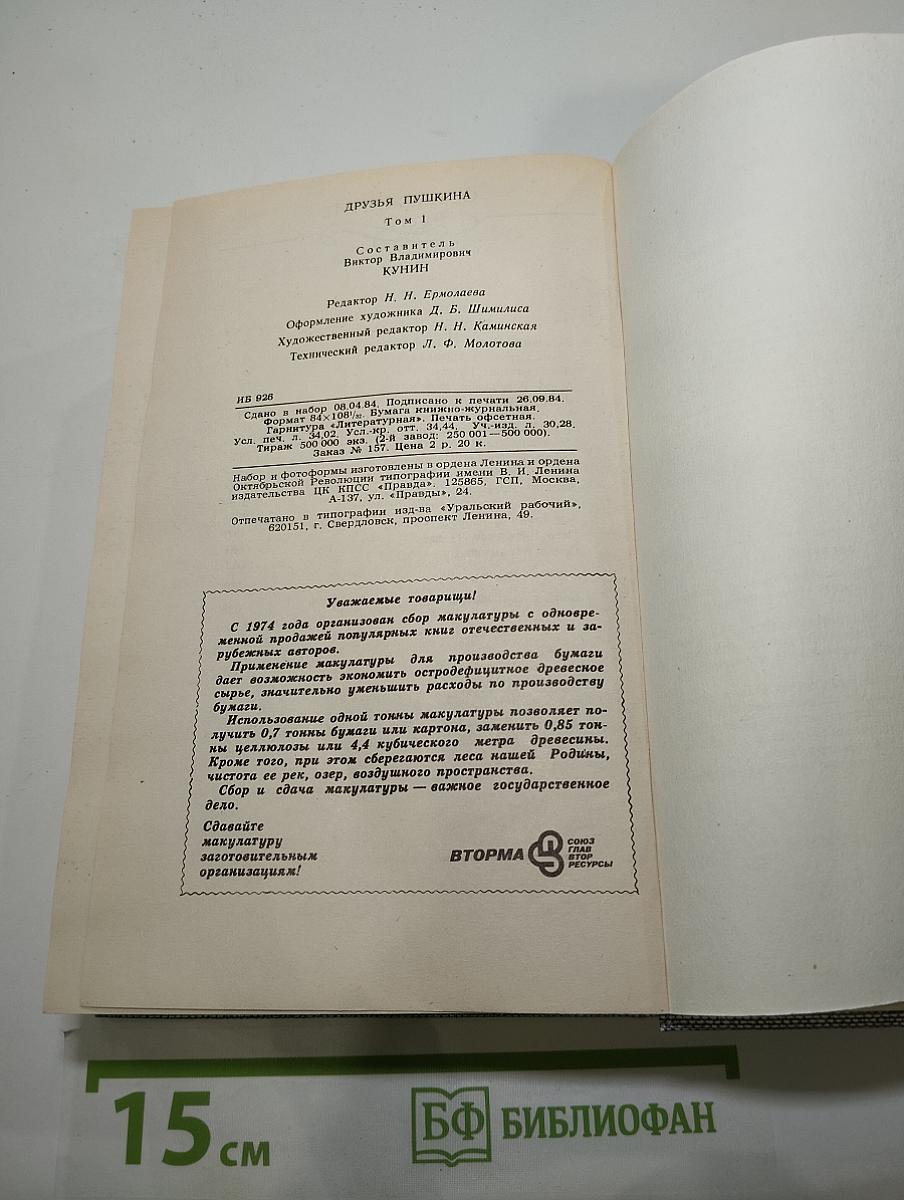 ДРУЗЬЯ ПУШКИНА
Том 1
Составитель
Виктор Владимирович
КУНИН
Редактор Н. Н. Ермолаева
Оформление художника Д. Б. Шимилиса
Художественный редактор Н. Н. Каминская
Технический редактор Л. Ф. Молотова
ИБ 926
Сдано в набор 08.04.84. Подписано к печати 26.09.84.
Формат 84×108¹/₃₂. Бумага книжно-журнальная.
Гарнитура «Литературная». Печать офсетная.
Усл. печ. л. 34,02. Усл.-кр. отт. 34,44. Уч.-изд. л. 30,28.
Тираж 500 000 экз. (2-й завод: 250 001—500 000).
Заказ № 157. Цена 2 р. 20 к.
Набор и фотоформы изготовлены в ордена Ленина и ордена
Октябрьской Революции типографии имени В. И. Ленина
издательства ЦК КПСС «Правда». 125865, ГСП, Москва,
А-137, ул. «Правды», 24.
Отпечатано в типографии изд-ва «Уральский рабочий»,
620151, г. Свердловск, проспект Ленина, 49.
Уважаемые товарищи!
С 1974 года организован сбор макулатуры с одновре-
менной продажей популярных книг отечественных и за-
рубежных авторов.
Применение макулатуры для производства бумаги
дает возможность экономить остродефицитное древесное
сырье, значительно уменьшить расходы по производству
бумаги.
Использование одной тонны макулатуры позволяет по-
лучить 0,7 тонны бумаги или картона, заменить 0,85 тон-
ны целлюлозы или 4,4 кубического метра древесины.
Кроме того, при этом сберегаются леса нашей Родины,
чистота ее рек, озер, воздушного пространства.
Сбор и сдача макулатуры — важное государственное
дело.
Сдавайте
макулатуру
заготовительным
организациям!
ВТОРМА
СОЮЗ
ГЛАВ
ВТОР
РЕСУРСЫ
15 см
БФ БИБЛИОФАН